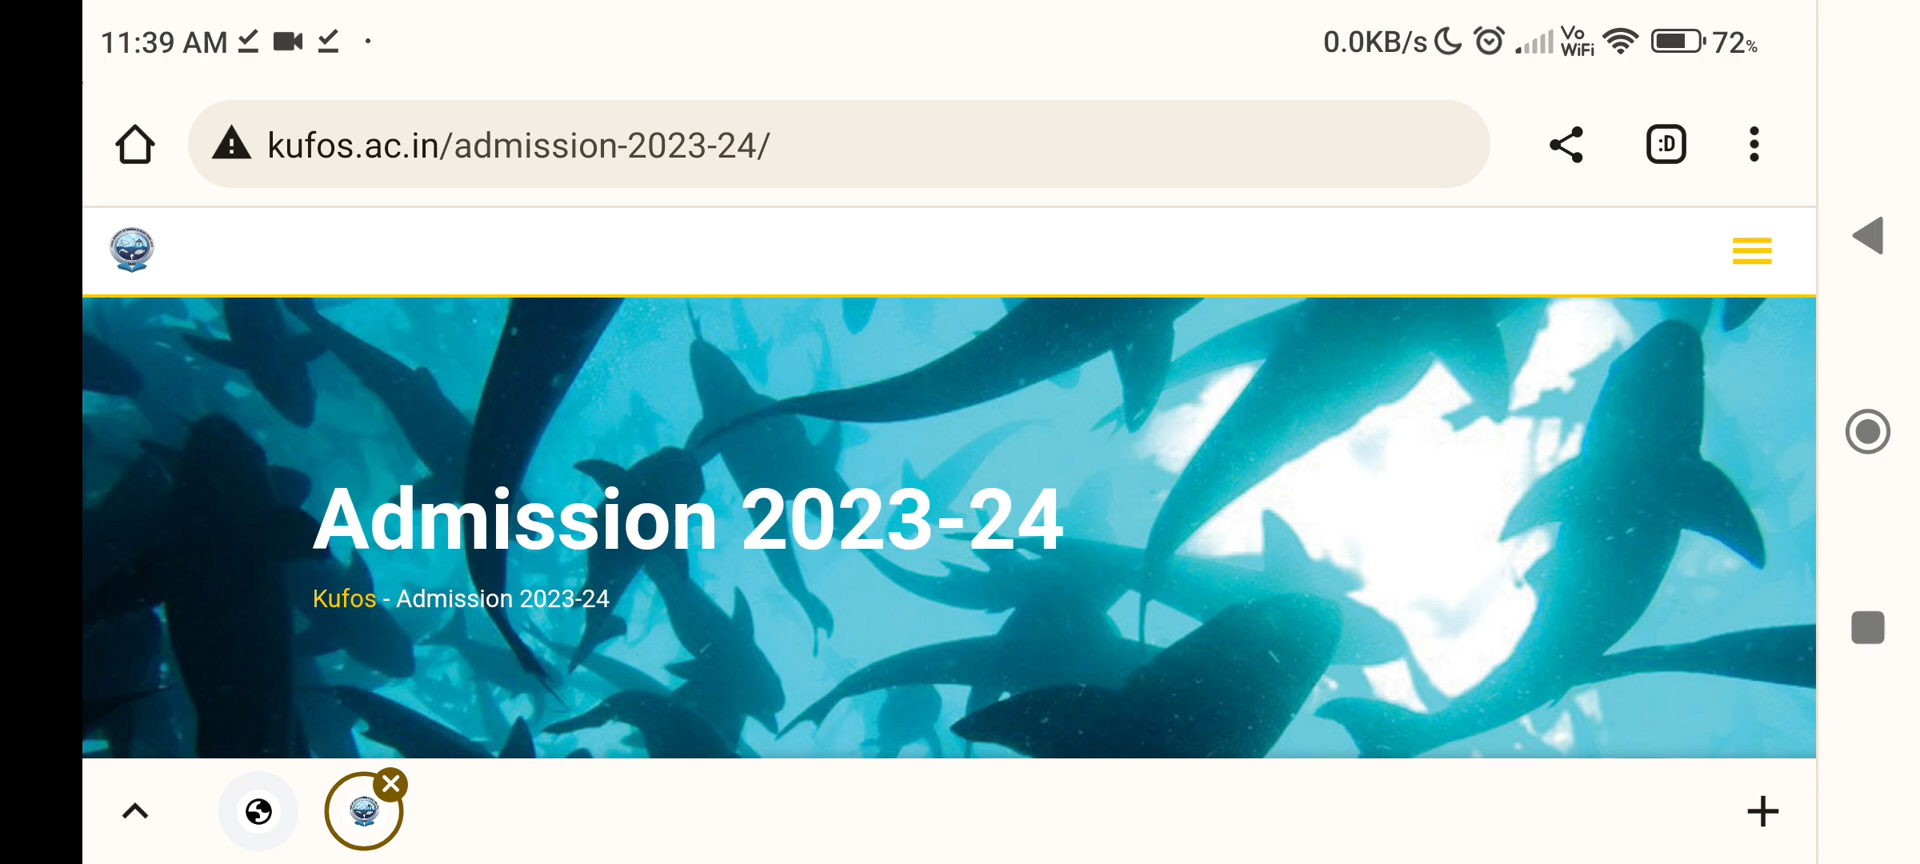 11:39 AM
0.0KB/s Vo WiFi 72%
kufos.ac.in/admission-2023-24/
:D
Admission 2023-24
Kufos - Admission 2023-24